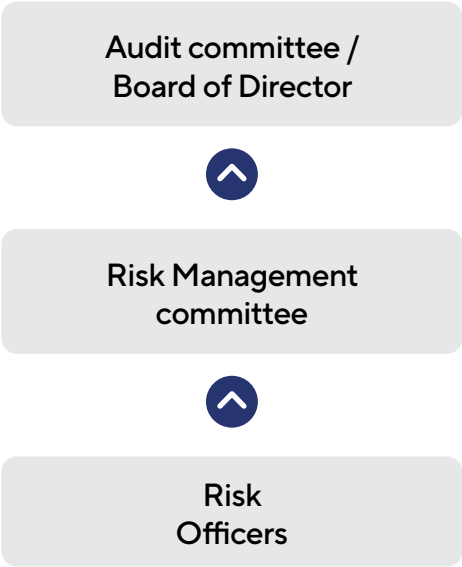 Audit committee /
Board of Director
Risk Management
committee
Risk
Officers